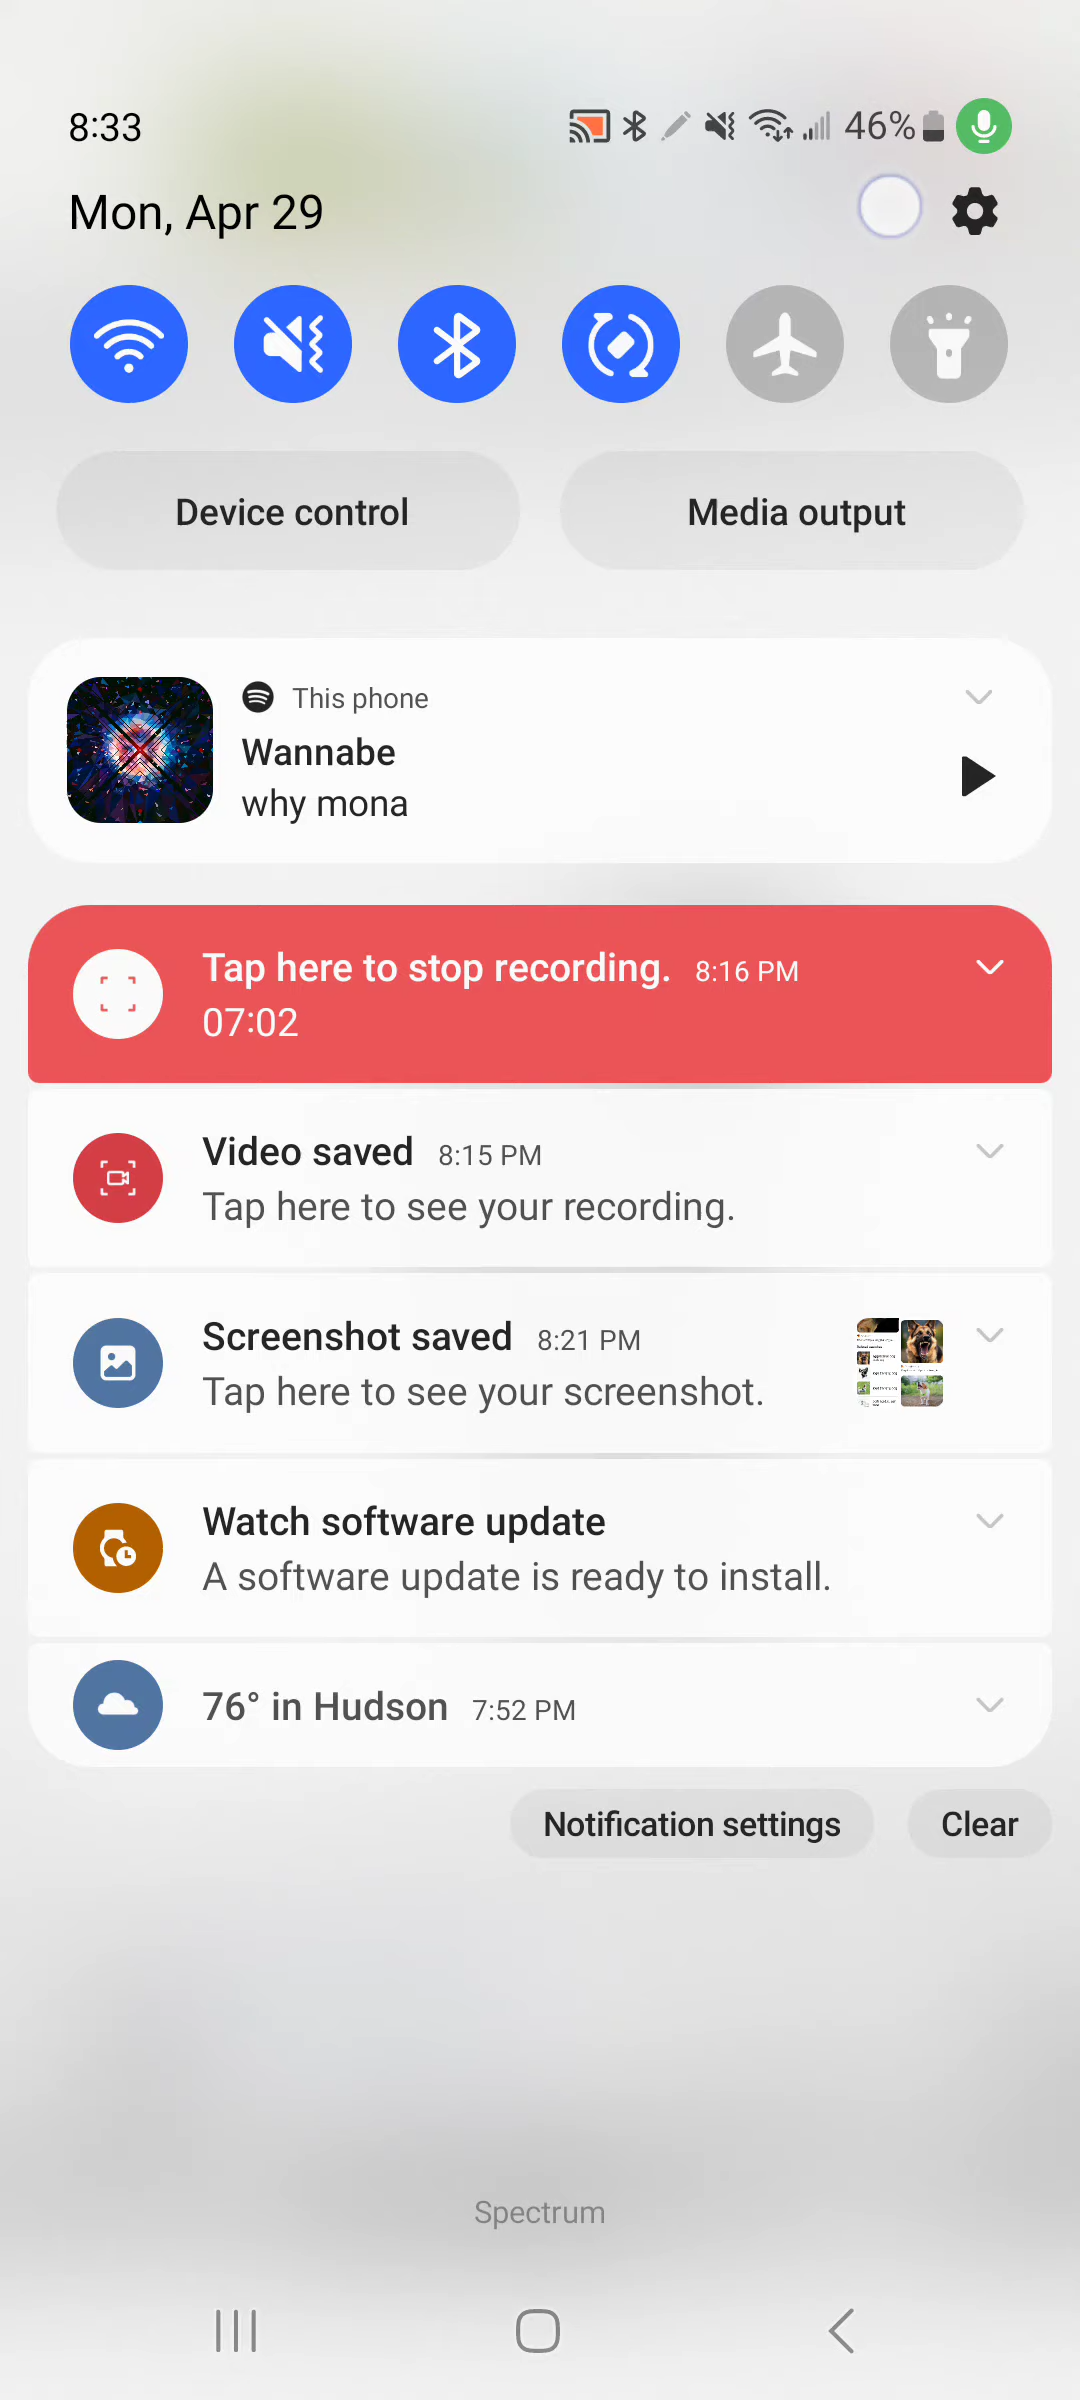 8:33
46%
Mon, Apr 29
Device control
Media output
This phone
Wannabe
why mona
Tap here to stop recording. 8:16 PM
07:02
Video saved 8:15 PM
Tap here to see your recording.
Screenshot saved 8:21 PM
Tap here to see your screenshot.
Watch software update
A software update is ready to install.
76° in Hudson 7:52 PM
Notification settings
Clear
Spectrum